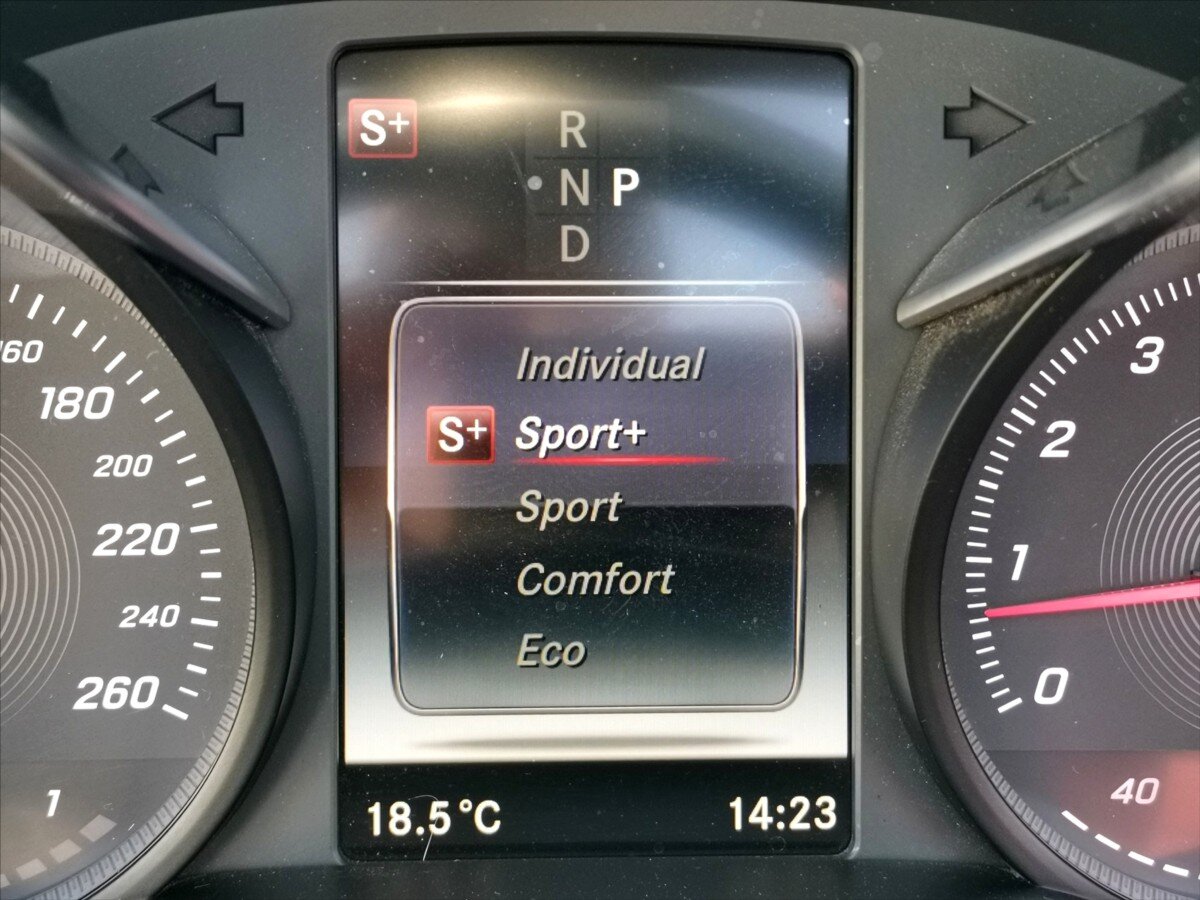 S+
R
N P
D
Individual
S+ Sport+
Sport
Comfort
Eco
18.5°C
14:23
180
200
220
240
260
1
3
2
1
0
40